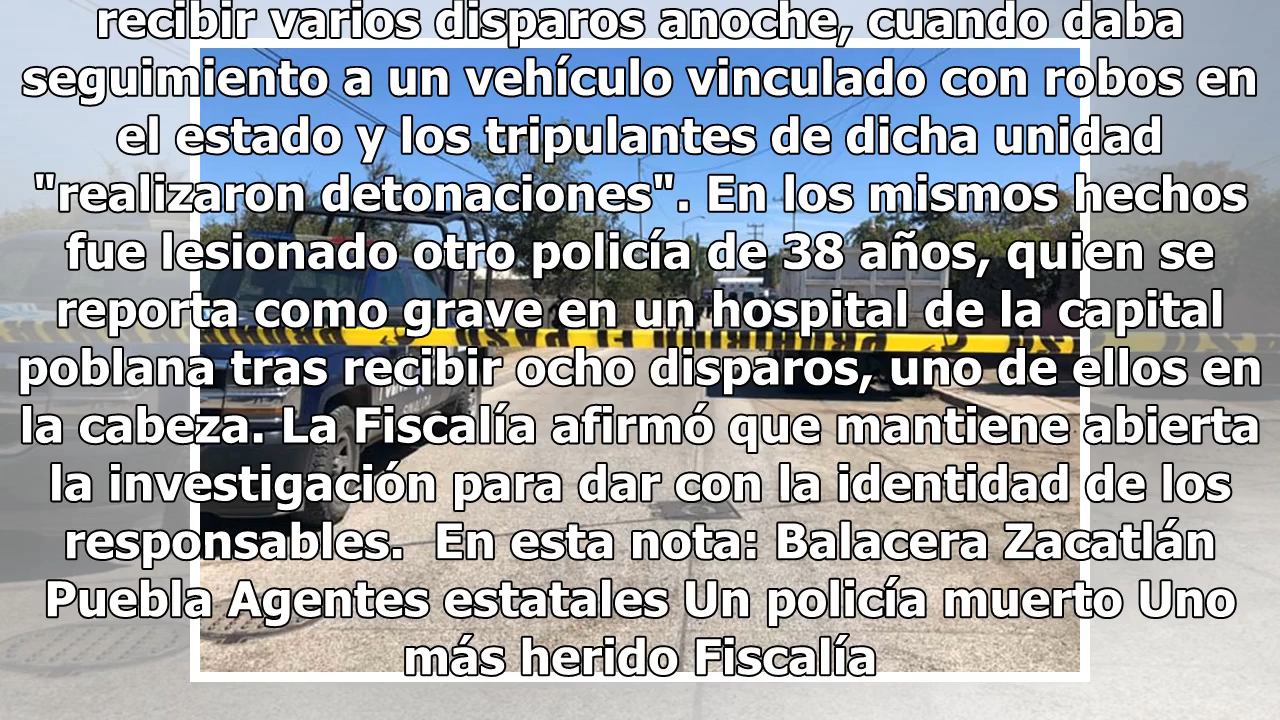 recibir varios disparos anoche, cuando daba
seguimiento a un vehículo vinculado con robos en
el estado y los tripulantes de dicha unidad
"realizaron detonaciones". En los mismos hechos
fue lesionado otro policía de 38 años, quien se
reporta como grave en un hospital de la capital
poblana tras recibir ocho disparos, uno de ellos en
la cabeza. La Fiscalía afirmó que mantiene abierta
la investigación para dar con la identidad de los
responsables.  En esta nota: Balacera Zacatlán
Puebla Agentes estatales Un policía muerto Uno
más herido Fiscalía